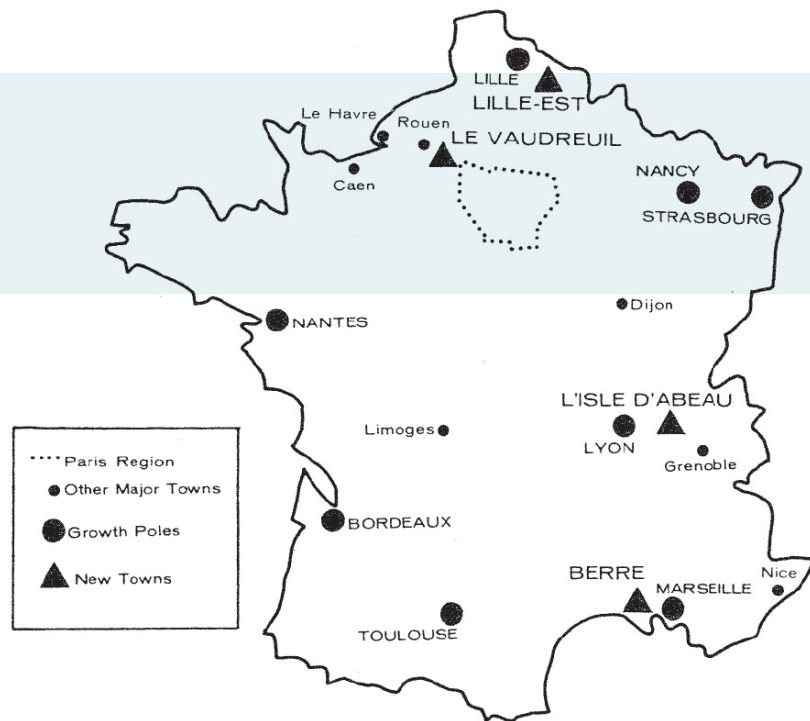 LILLE
LILLE-EST
Le Havre
Rouen
LE VAUDREUIL
Caen
NANCY
STRASBOURG
NANTES
Dijon
L'ISLE D'ABEAU
Limoges
LYON
Grenoble
BORDEAUX
BERRE
MARSEILLE
Nice
TOULOUSE
Paris Region
Other Major Towns
Growth Poles
New Towns